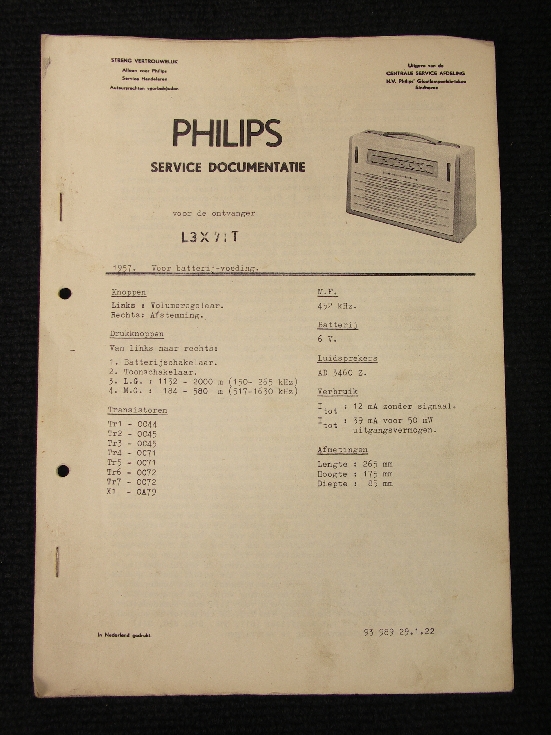 STRENG VERTROUWELIJK
Alleen voor Philips
Service Handelaren
Auteursrechten voorbehouden
Uitgave van de
CENTRALE SERVICE AFDELING
N.V. Philips' Gloeilampenfabrieken
Eindhoven
PHILIPS
SERVICE DOCUMENTATIE
voor de ontvanger
L3X71T
1957. Voor batterij-voeding.
Knoppen
Links : Volumeregelaar.
Rechts: Afstemming.
Drukknoppen
Van links naar rechts:
1. Batterijschakelaar.
2. Toonschakelaar.
3. L.G. : 1132 - 2000 m (150- 265 kHz)
4. M.G. : 184 - 580 m (517-1630 kHz)
Transistoren
Tr1 - OC44
Tr2 - OC45
Tr3 - OC45
Tr4 - OC71
Tr5 - OC71
Tr6 - OC72
Tr7 - OC72
X1 - OA79
M.F.
452 kHz.
Batterij
6 V.
Luidsprekers
AD 3460 Z.
Verbruik
I tot : 12 mA zonder signaal.
I tot : 39 mA voor 50 mW
uitgangsvermogen.
Afmetingen
Lengte : 265 mm
Hoogte : 175 mm
Diepte : 85 mm
In Nederland gedrukt
93 989 29.1.22